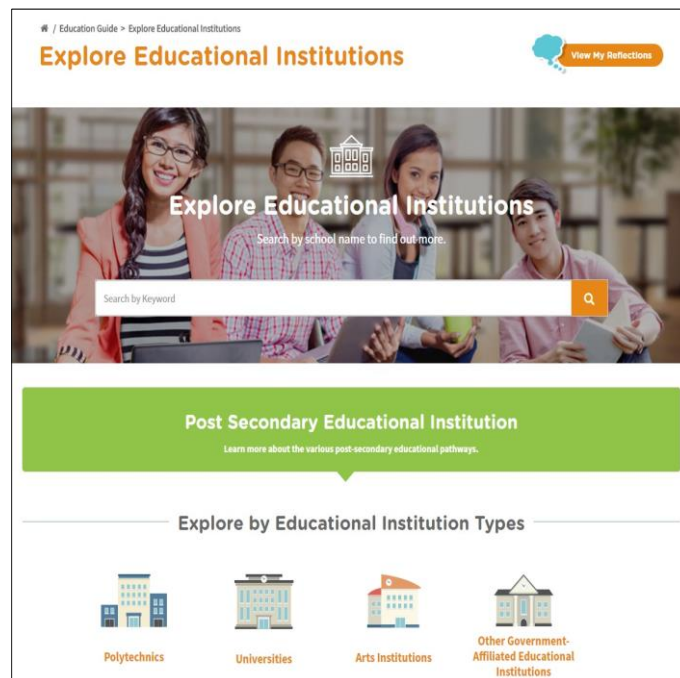 / Education Guide > Explore Educational Institutions
Explore Educational Institutions
View My Reflections
Explore Educational Institutions
Search by school name to find out more.
Search by Keyword
Post Secondary Educational Institution
Learn more about the various post-secondary educational pathways.
Explore by Educational Institution Types
Polytechnics
Universities
Arts Institutions
Other Government-
Affiliated Educational
Institutions